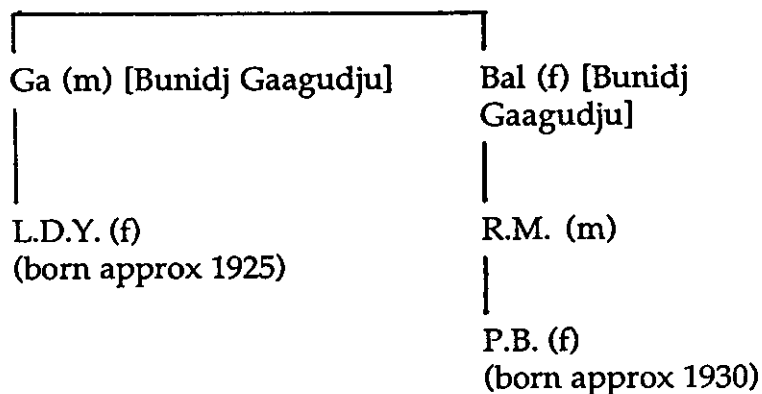 Ga (m) [Bunidj Gaagudju]
Bal (f) [Bunidj
Gaagudju]
L.D.Y. (f)
(born approx 1925)
R.M. (m)
P.B. (f)
(born approx 1930)